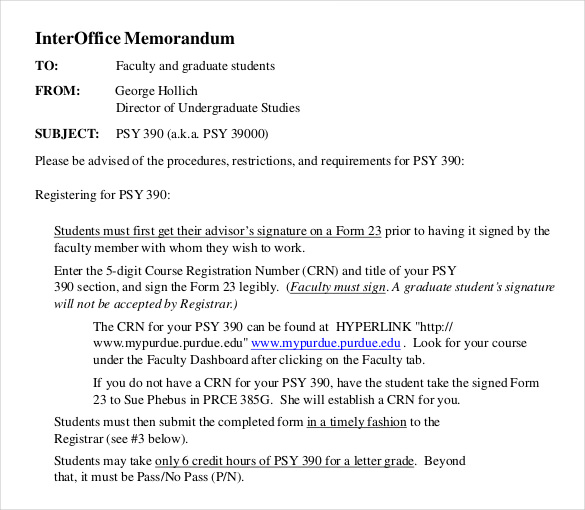 InterOffice Memorandum
TO: Faculty and graduate students
FROM: George Hollich
Director of Undergraduate Studies
SUBJECT: PSY 390 (a.k.a. PSY 39000)
Please be advised of the procedures, restrictions, and requirements for PSY 390:
Registering for PSY 390:
Students must first get their advisor’s signature on a Form 23 prior to having it signed by the
faculty member with whom they wish to work.
Enter the 5-digit Course Registration Number (CRN) and title of your PSY
390 section, and sign the Form 23 legibly. (Faculty must sign. A graduate student’s signature
will not be accepted by Registrar.)
The CRN for your PSY 390 can be found at HYPERLINK "http://
www.mypurdue.purdue.edu" www.mypurdue.purdue.edu . Look for your course
under the Faculty Dashboard after clicking on the Faculty tab.
If you do not have a CRN for your PSY 390, have the student take the signed Form
23 to Sue Phebus in PRCE 385G. She will establish a CRN for you.
Students must then submit the completed form in a timely fashion to the
Registrar (see #3 below).
Students may take only 6 credit hours of PSY 390 for a letter grade. Beyond
that, it must be Pass/No Pass (P/N).